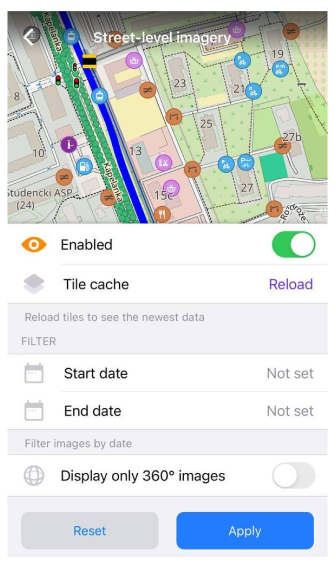 Kapelanka
Street-level imagery
19
8
23
21
25
27b
10
13
Kapelanka
Studencki ASP
(24)
15c
27
Enabled
Tile cache
Reload
Reload tiles to see the newest data
FILTER
Start date
Not set
End date
Not set
Filter images by date
Display only 360° images
Reset
Apply